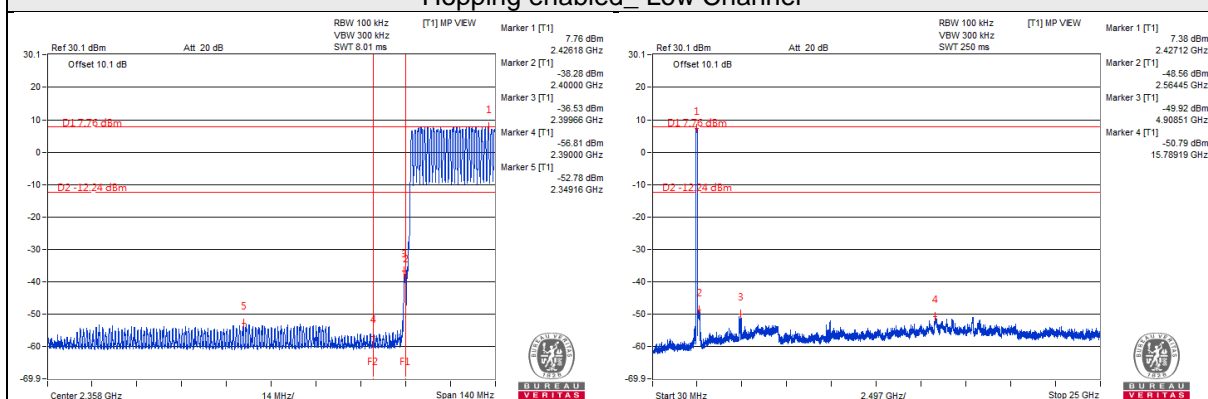 Hopping enabled_ Low Channel
RBW 100 kHz
VBW 300 kHz
SWT 8.01 ms
[T1] MP VIEW
Ref 30.1 dBm
Att 20 dB
Offset 10.1 dB
30.1
20
10
0
-10
-20
-30
-40
-50
-60
-69.9
D1 7.76 dBm
D2 -12.24 dBm
1
5
4
F2
F1
Center 2.358 GHz
14 MHz/
Span 140 MHz
Marker 1 [T1]
7.76 dBm
2.42618 GHz
Marker 2 [T1]
-38.28 dBm
2.40000 GHz
Marker 3 [T1]
-36.53 dBm
2.39966 GHz
Marker 4 [T1]
-56.81 dBm
2.39000 GHz
Marker 5 [T1]
-52.78 dBm
2.34916 GHz
BUREAU VERITAS
1828
BUREAU
VERITAS
RBW 100 kHz
VBW 300 kHz
SWT 250 ms
[T1] MP VIEW
Ref 30.1 dBm
Att 20 dB
Offset 10.1 dB
30.1
20
10
0
-10
-20
-30
-40
-50
-60
-69.9
D1 7.76 dBm
D2 -12.24 dBm
1
2
3
4
Start 30 MHz
2.497 GHz/
Stop 25 GHz
Marker 1 [T1]
7.38 dBm
2.42712 GHz
Marker 2 [T1]
-48.56 dBm
2.56445 GHz
Marker 3 [T1]
-49.92 dBm
4.90851 GHz
Marker 4 [T1]
-50.79 dBm
15.78919 GHz
BUREAU VERITAS
1828
BUREAU
VERITAS